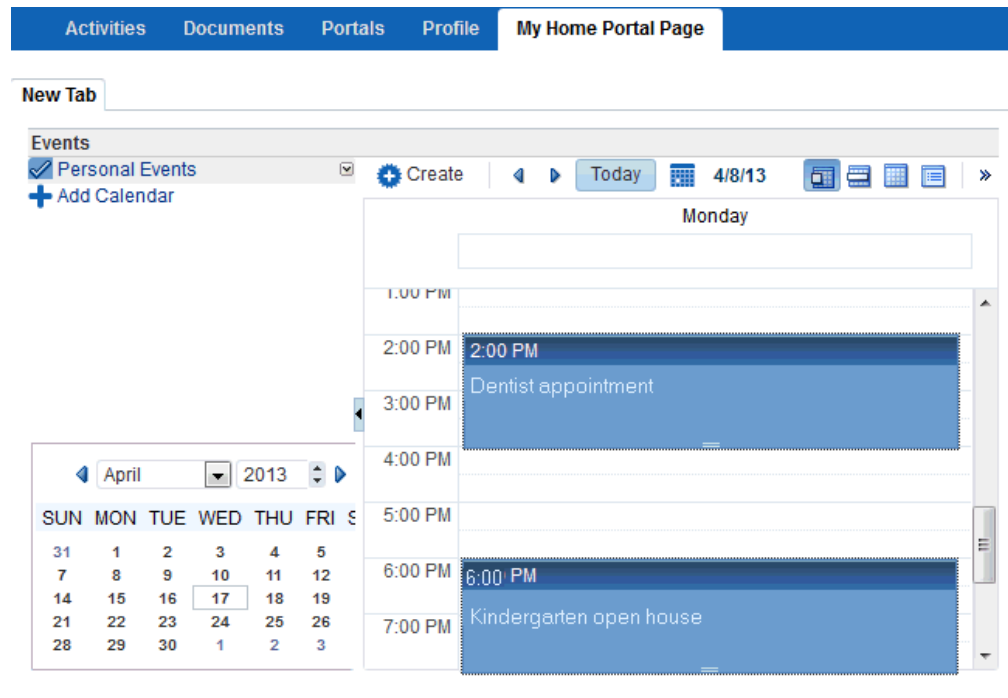 Activities Documents Portals Profile My Home Portal Page
New Tab
Events
Personal Events
Add Calendar
Create Today 4/8/13 »
Monday
1:00 PM
2:00 PM
2:00 PM
Dentist appointment
3:00 PM
4:00 PM
5:00 PM
6:00 PM
6:00 PM
Kindergarten open house
7:00 PM
April 2013
SUN MON TUE WED THU FRI S
31 1 2 3 4 5
7 8 9 10 11 12
14 15 16 17 18 19
21 22 23 24 25 26
28 29 30 1 2 3